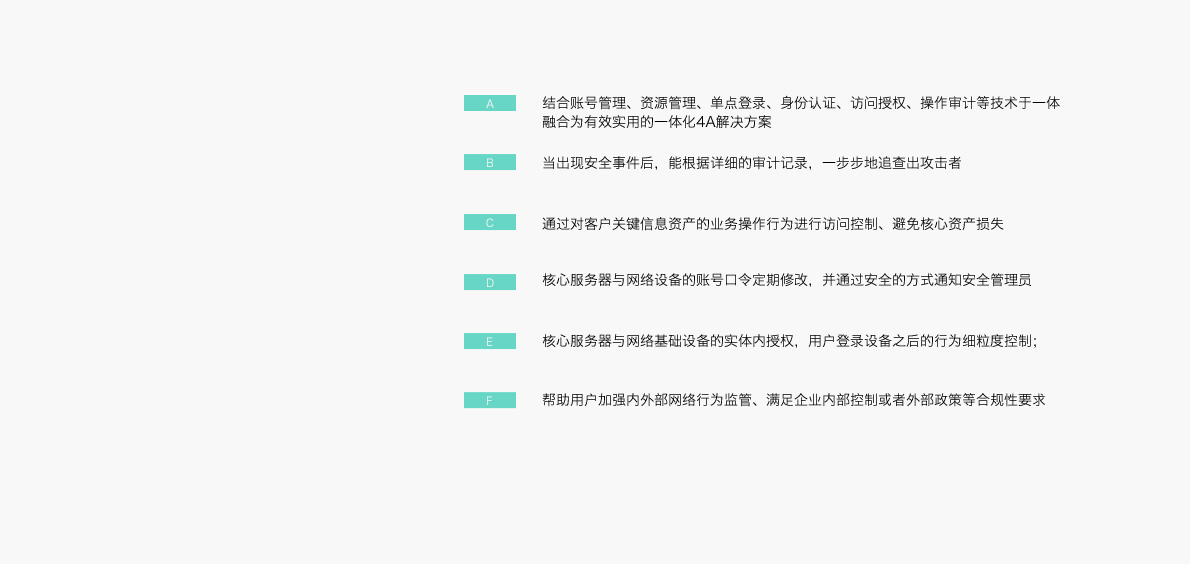 A
结合账号管理、资源管理、单点登录、身份认证、访问授权、操作审计等技术于一体
融合为有效实用的一体化4A解决方案
B
当出现安全事件后，能根据详细的审计记录，一步步地追查出攻击者
C
通过对客户关键信息资产的业务操作行为进行访问控制、避免核心资产损失
D
核心服务器与网络设备的账号口令定期修改，并通过安全的方式通知安全管理员
E
核心服务器与网络基础设备的实体内授权，用户登录设备之后的行为细粒度控制；
F
帮助用户加强内外部网络行为监管、满足企业内部控制或者外部政策等合规性要求